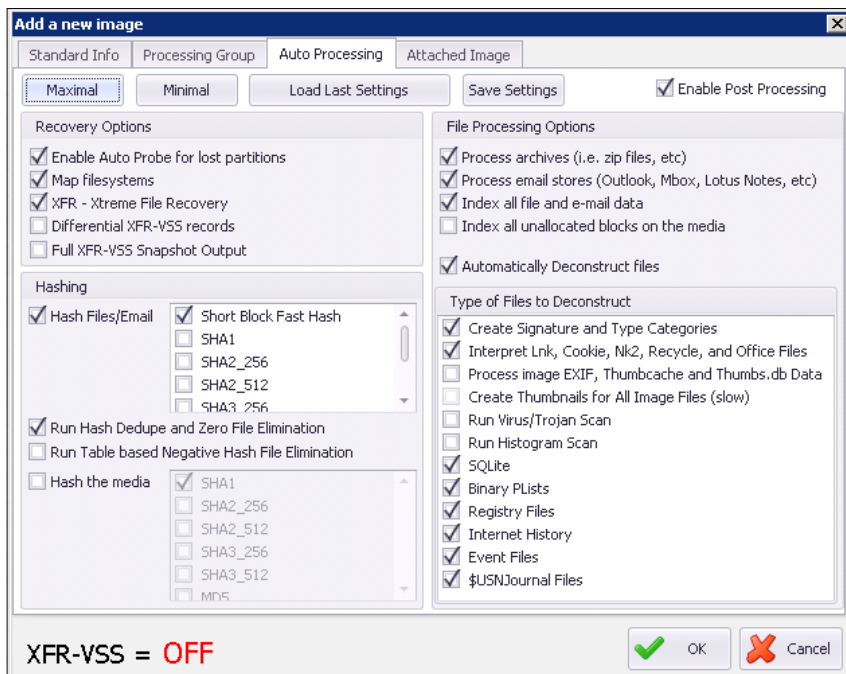 Add a new image
Standard Info
Processing Group
Auto Processing
Attached Image
Maximal
Minimal
Load Last Settings
Save Settings
Enable Post Processing
Recovery Options
Enable Auto Probe for lost partitions
Map filesystems
XFR - Xtreme File Recovery
Differential XFR-VSS records
Full XFR-VSS Snapshot Output
Hashing
Hash Files/Email
Short Block Fast Hash
SHA1
SHA2_256
SHA2_512
SHA3_256
Run Hash Dedupe and Zero File Elimination
Run Table based Negative Hash File Elimination
Hash the media
SHA1
SHA2_256
SHA2_512
SHA3_256
SHA3_512
MD5
File Processing Options
Process archives (i.e. zip files, etc)
Process email stores (Outlook, Mbox, Lotus Notes, etc)
Index all file and e-mail data
Index all unallocated blocks on the media
Automatically Deconstruct files
Type of Files to Deconstruct
Create Signature and Type Categories
Interpret Lnk, Cookie, Nk2, Recycle, and Office Files
Process image EXIF, Thumbcache and Thumbs.db Data
Create Thumbnails for All Image Files (slow)
Run Virus/Trojan Scan
Run Histogram Scan
SQLite
Binary PLists
Registry Files
Internet History
Event Files
$USNJournal Files
XFR-VSS = OFF
OK
Cancel